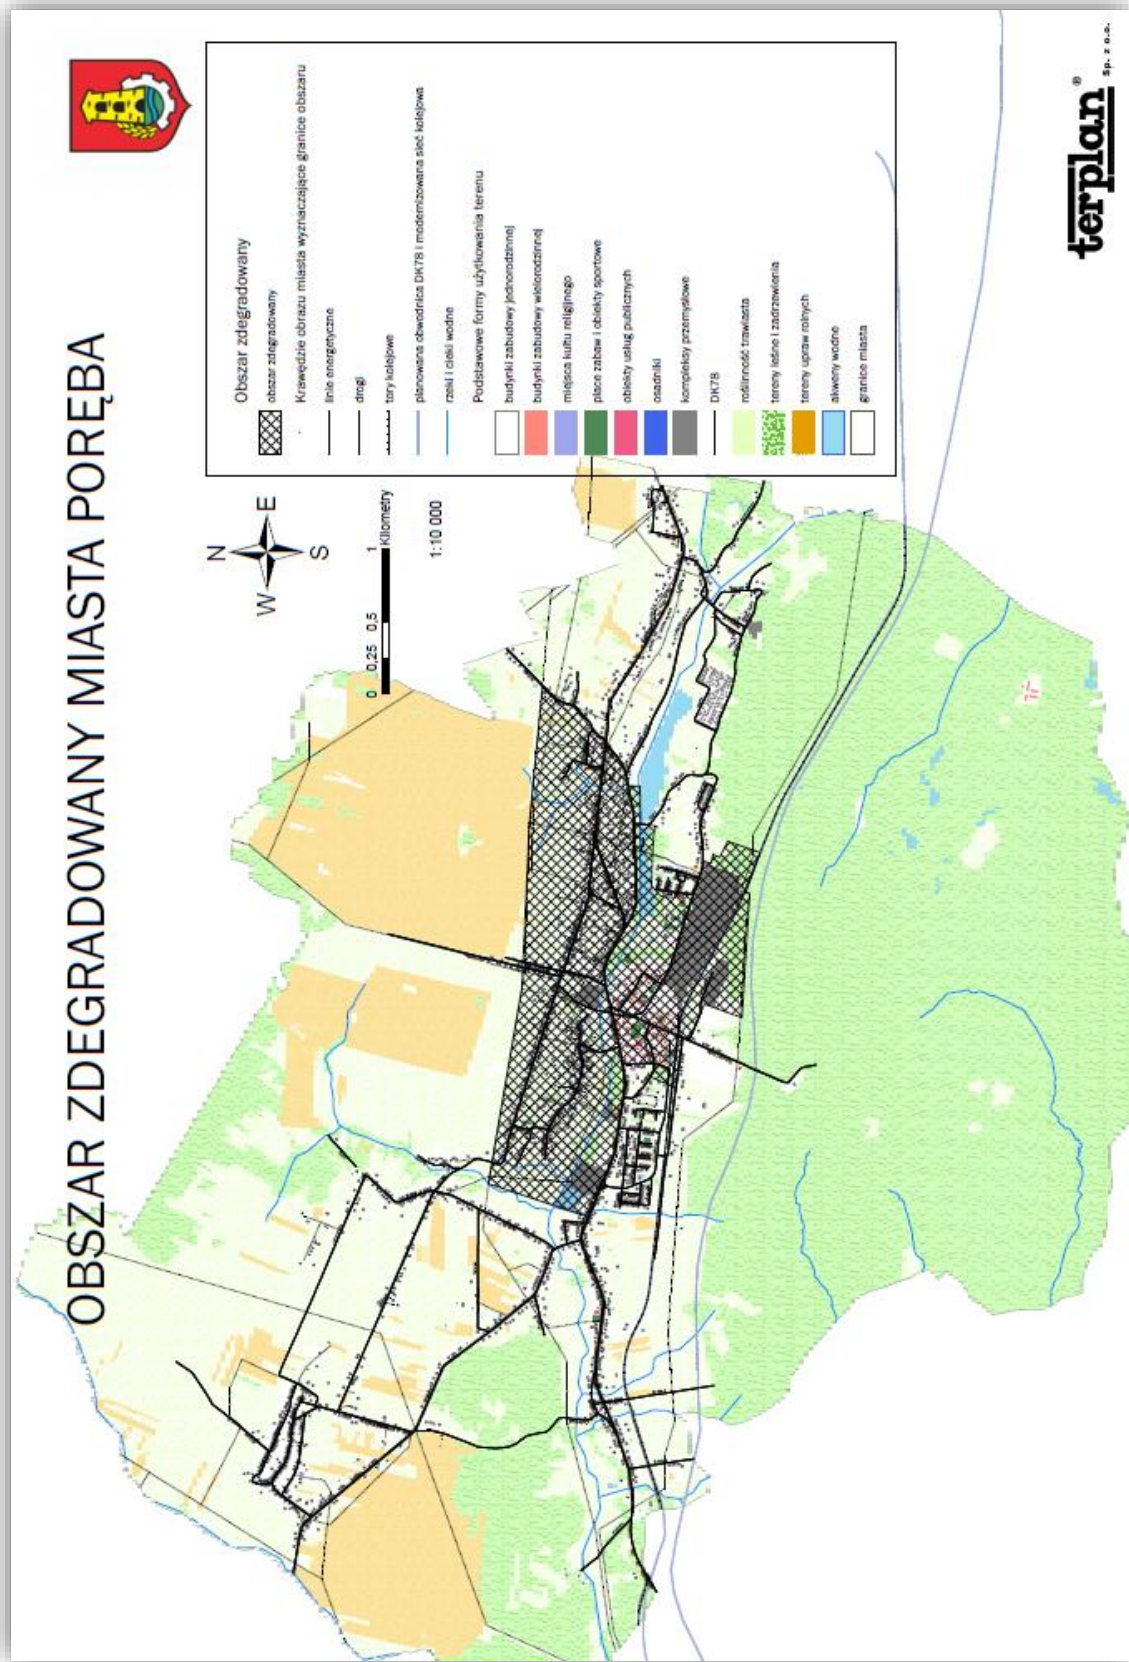 OBSZAR ZDEGRADOWANY MIASTA PORĘBA
N
W
E
S
0
0,25
0,5
1
Kilometry
1:10 000
Obszar zdegradowany
obszar zdegradowany
Krawędzie obrazu miasta wyznaczające granice obszaru
linie energetyczne
drogi
tory kolejowe
planowana obwodnica DK78 i modernizowana sieć kolejowa
rzeki i cieki wodne
Podstawowe formy użytkowania terenu
budynki zabudowy jednorodzinnej
budynki zabudowy wielorodzinnej
miejsca kultu religijnego
place zabaw i obiekty sportowe
obiekty usług publicznych
osadniki
kompleksy przemysłowe
DK78
roślinność trawiasta
tereny leśne i zadrzewienia
tereny upraw rolnych
akweny wodne
granice miasta
terplan®
Sp. z o.o.